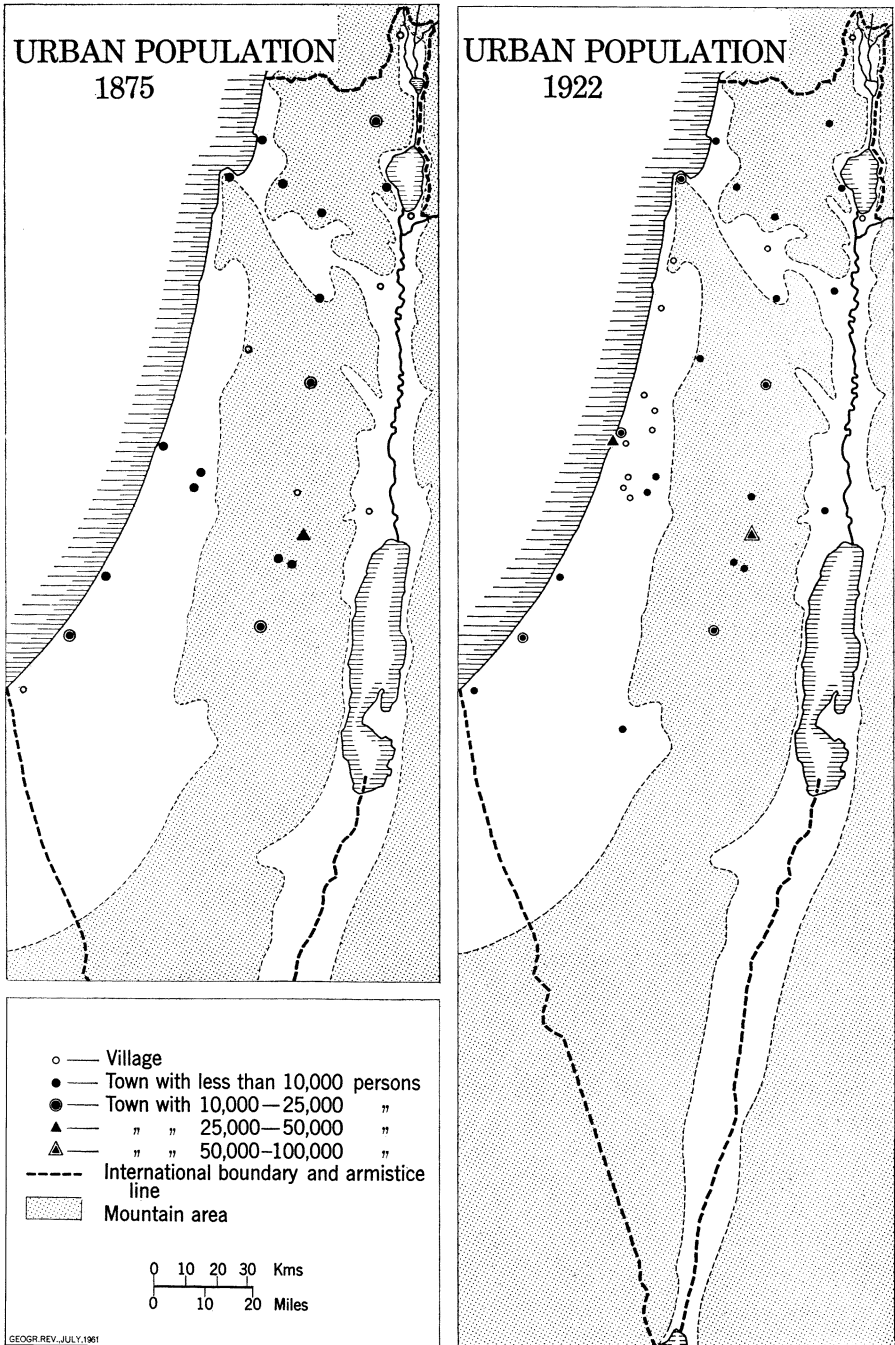 URBAN POPULATION
1875
URBAN POPULATION
1922
Village
Town with less than 10,000 persons
Town with 10,000—25,000 „
„ „ 25,000—50,000 „
„ „ 50,000–100,000 „
International boundary and armistice
line
Mountain area
0 10 20 30 Kms
0 10 20 Miles
GEOGR.REV.,JULY,1961